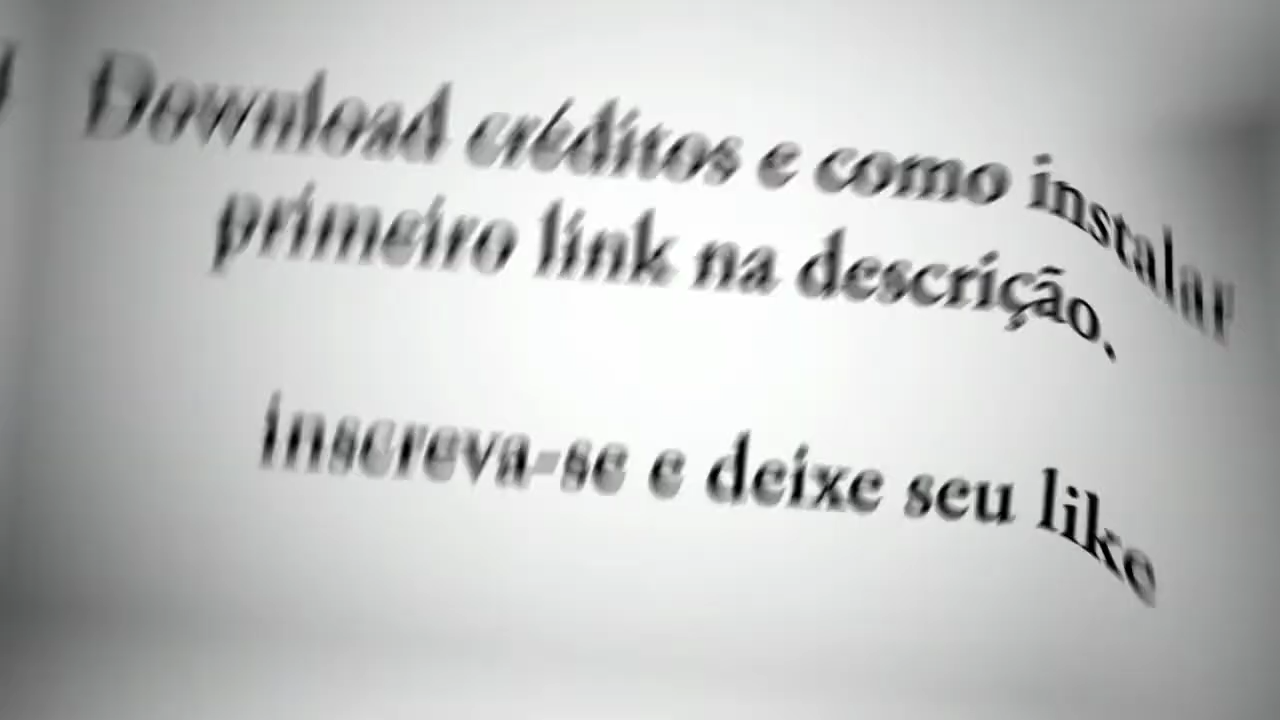 Download créditos e como instalar
primeiro link na descrição.
inscreva-se e deixe seu like